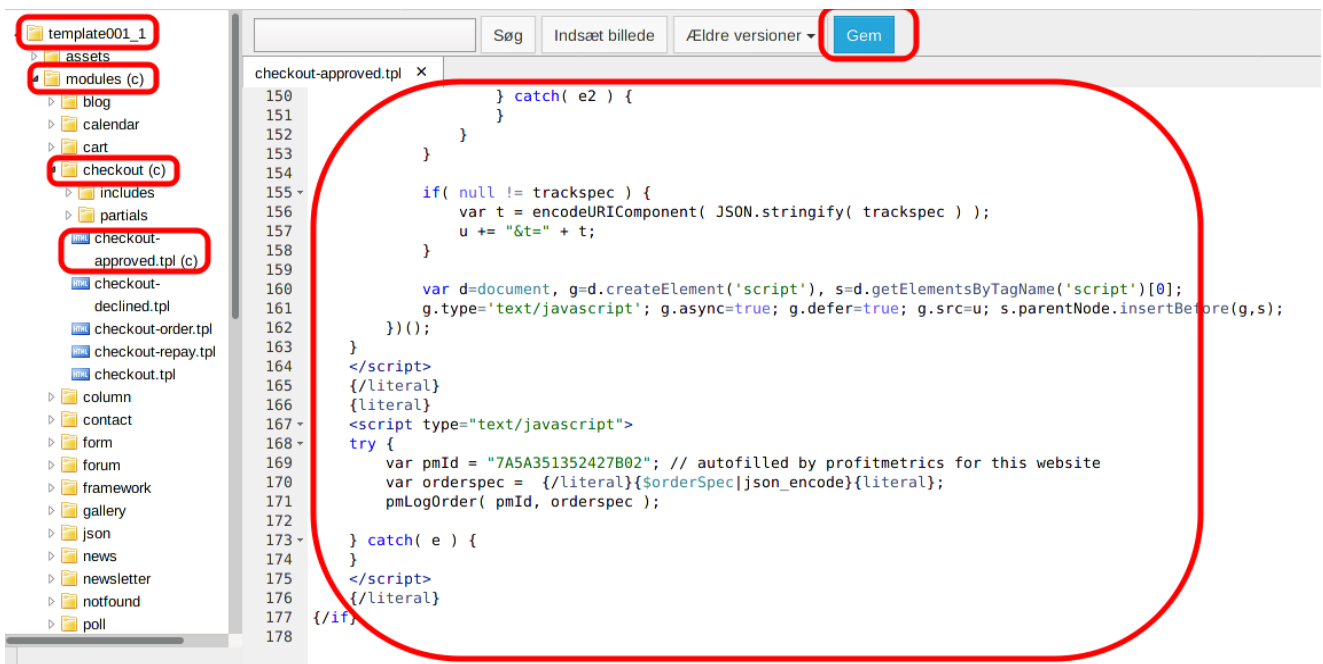 template001_1
assets
modules (c)
blog
calendar
cart
checkout (c)
includes
partials
checkout-
approved.tpl (c)
checkout-
declined.tpl
checkout-order.tpl
checkout-repay.tpl
checkout.tpl
column
contact
form
forum
framework
gallery
json
news
newsletter
notfound
poll
Søg Indsæt billede Ældre versioner Gem
checkout-approved.tpl ×
150 } catch( e2 ) {
151 }
152 }
153 }
154
155 if( null != trackspec ) {
156 var t = encodeURIComponent( JSON.stringify( trackspec ) );
157 u += "&t=" + t;
158 }
159
160 var d=document, g=d.createElement('script'), s=d.getElementsByTagName('script')[0];
161 g.type='text/javascript'; g.async=true; g.defer=true; g.src=u; s.parentNode.insertBefore(g,s);
162 })();
163 }
164 </script>
165 {/literal}
166 {literal}
167 <script type="text/javascript">
168 try {
169 var pmId = "7A5A351352427B02"; // autofilled by profitmetrics for this website
170 var orderspec = {/literal}{$orderSpec|json_encode}{literal};
171 pmLogOrder( pmId, orderspec );
172
173 } catch( e ) {
174 }
175 </script>
176 {/literal}
177 {/if}
178